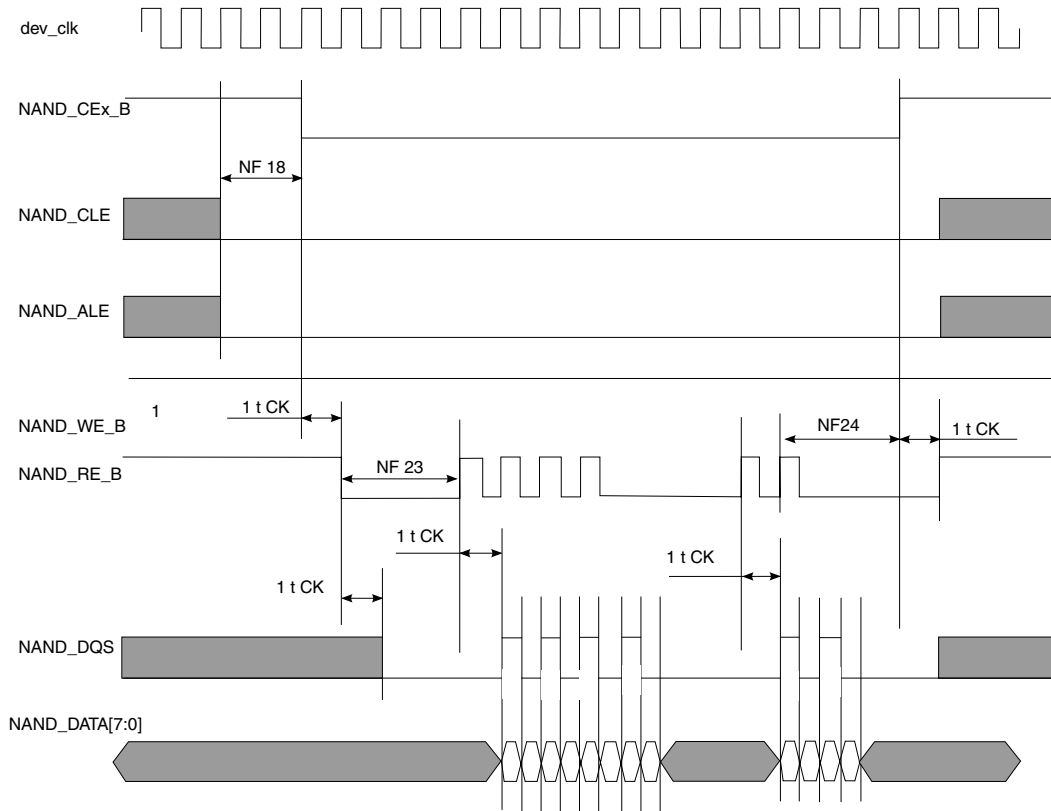 dev_clk
NAND_CEx_B
NF 18
NAND_CLE
NAND_ALE
1
1 t CK
NF24
1 t CK
NAND_WE_B
NF 23
NAND_RE_B
1 t CK
1 t CK
1 t CK
NAND_DQS
NAND_DATA[7:0]